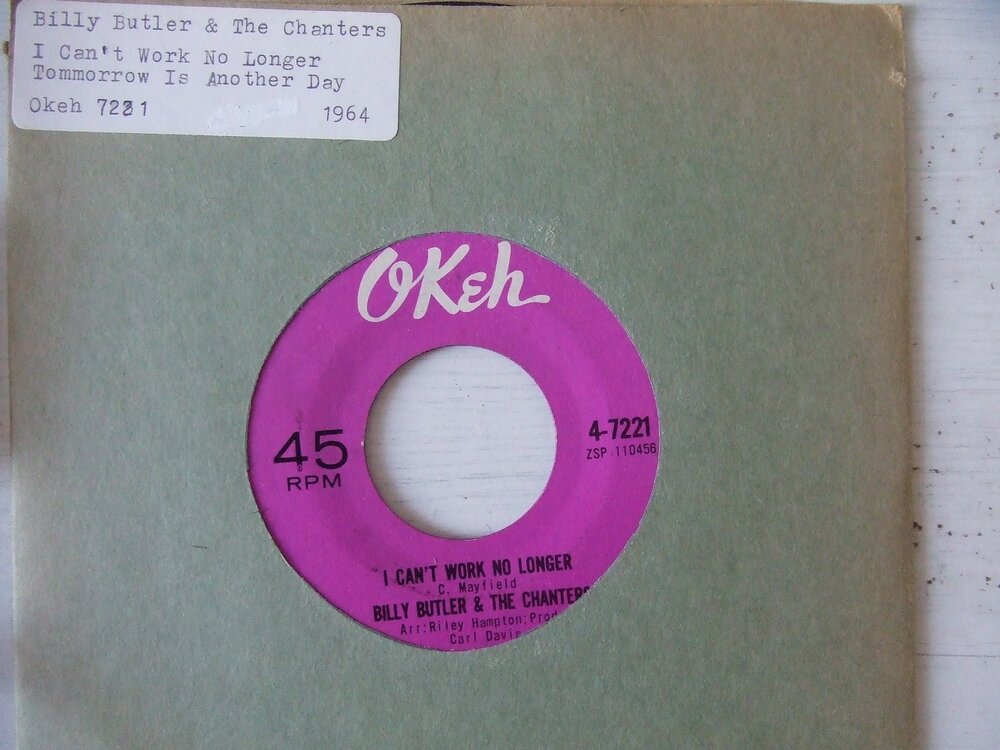 Billy Butler & The Chanters
I Can't Work No Longer
Tommorrow Is Another Day
Okeh 7221 1964
OKeh
45
RPM
4-7221
ZSP 110456
I CAN'T WORK NO LONGER
C. Mayfield
BILLY BUTLER & THE CHANTERS
Arr: Riley Hampton; Prod
Carl Davis